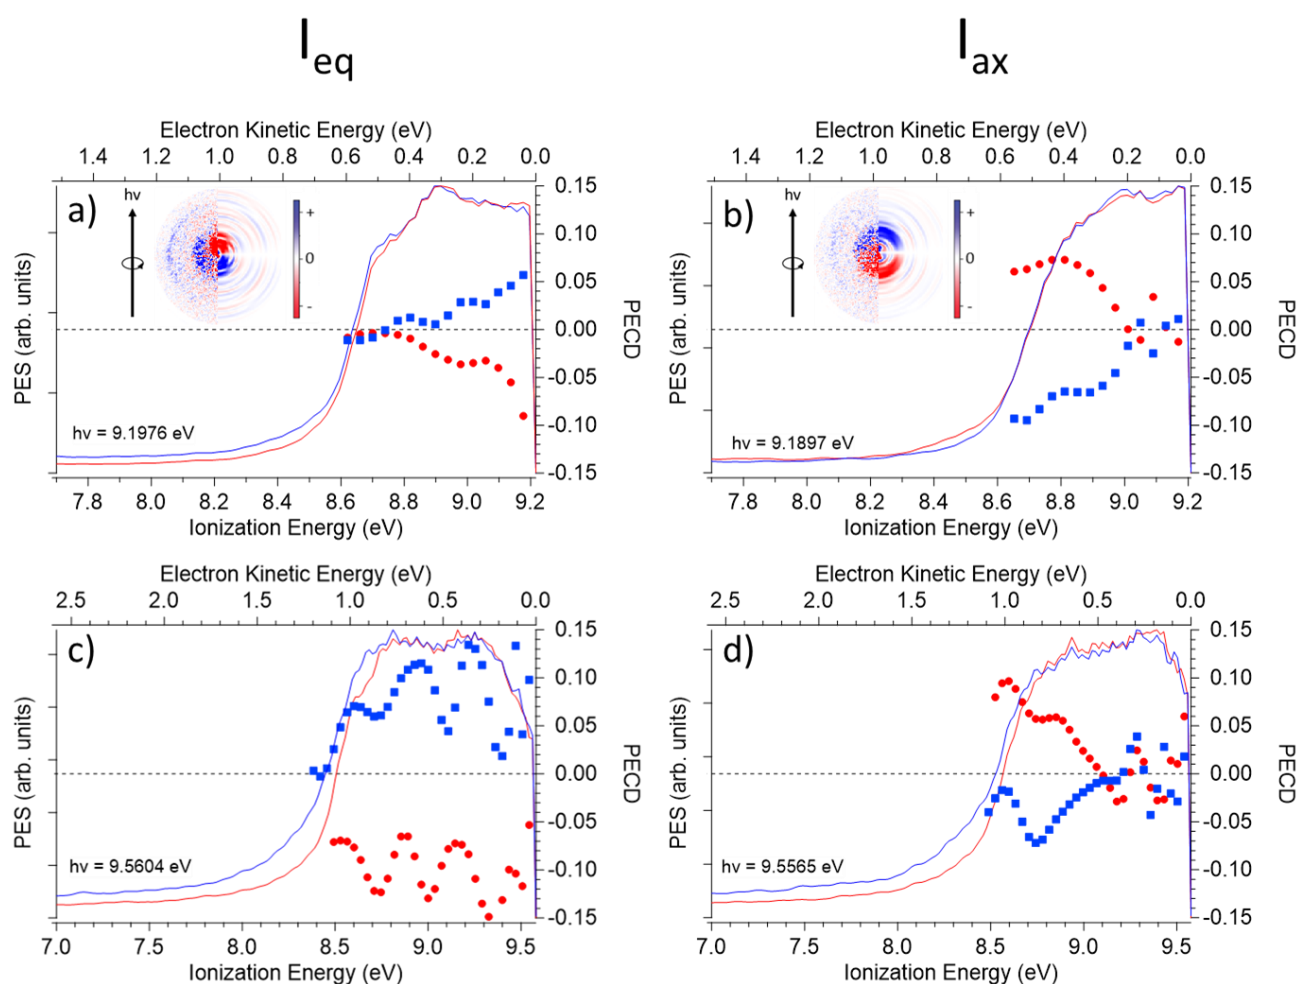 I eq
I ax
Electron Kinetic Energy (eV)
1.4 1.2 1.0 0.8 0.6 0.4 0.2 0.0
a)
hν
+
0
-
PES (arb. units)
0.15
0.10
0.05
0.00
-0.05
-0.10
-0.15
PECD
hν = 9.1976 eV
7.8 8.0 8.2 8.4 8.6 8.8 9.0 9.2
Ionization Energy (eV)
Electron Kinetic Energy (eV)
1.4 1.2 1.0 0.8 0.6 0.4 0.2 0.0
b)
hν
+
0
-
PES (arb. units)
0.15
0.10
0.05
0.00
-0.05
-0.10
-0.15
PECD
hν = 9.1897 eV
7.8 8.0 8.2 8.4 8.6 8.8 9.0 9.2
Ionization Energy (eV)
Electron Kinetic Energy (eV)
2.5 2.0 1.5 1.0 0.5 0.0
c)
PES (arb. units)
0.15
0.10
0.05
0.00
-0.05
-0.10
-0.15
PECD
hν = 9.5604 eV
7.0 7.5 8.0 8.5 9.0 9.5
Ionization Energy (eV)
Electron Kinetic Energy (eV)
2.5 2.0 1.5 1.0 0.5 0.0
d)
PES (arb. units)
0.15
0.10
0.05
0.00
-0.05
-0.10
-0.15
PECD
hν = 9.5565 eV
7.0 7.5 8.0 8.5 9.0 9.5
Ionization Energy (eV)